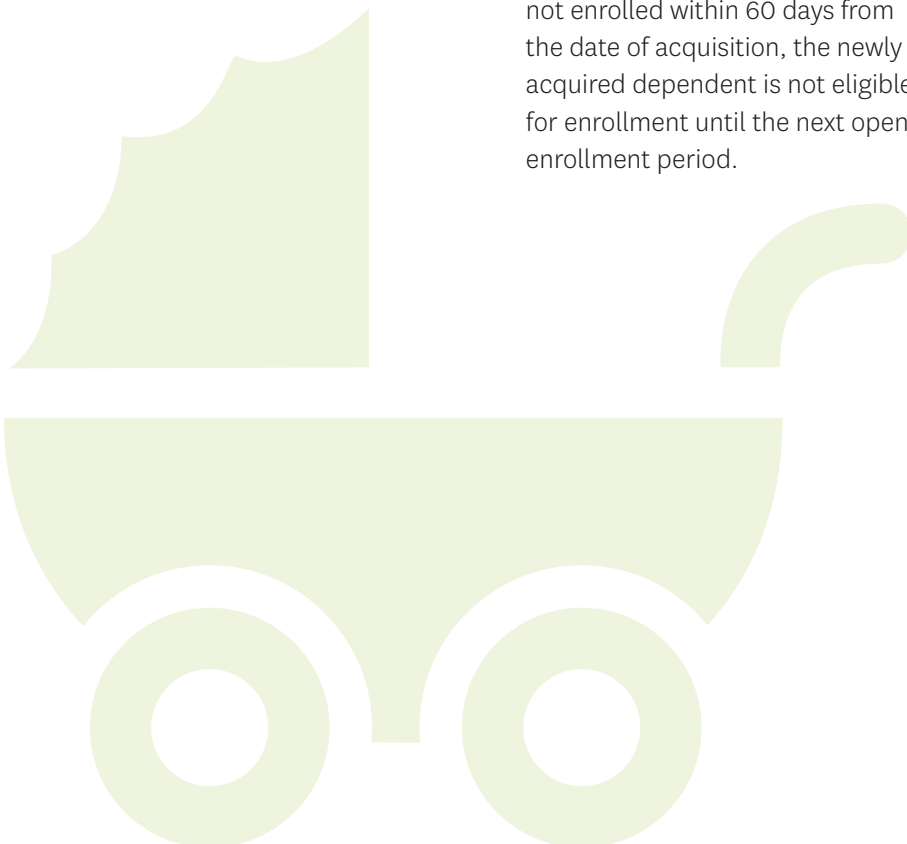 not enrolled within 60 days from
the date of acquisition, the newly
acquired dependent is not eligible
for enrollment until the next open
enrollment period.